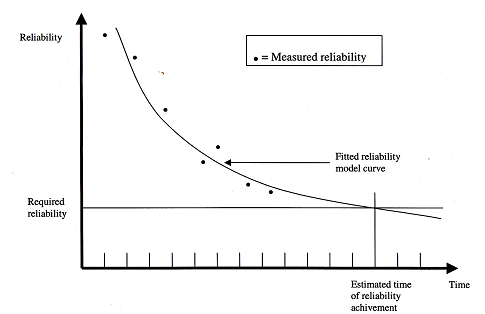 Reliability
• = Measured reliability
Fitted reliability
model curve
Required
reliability
Time
Estimated time
of reliability
achivement